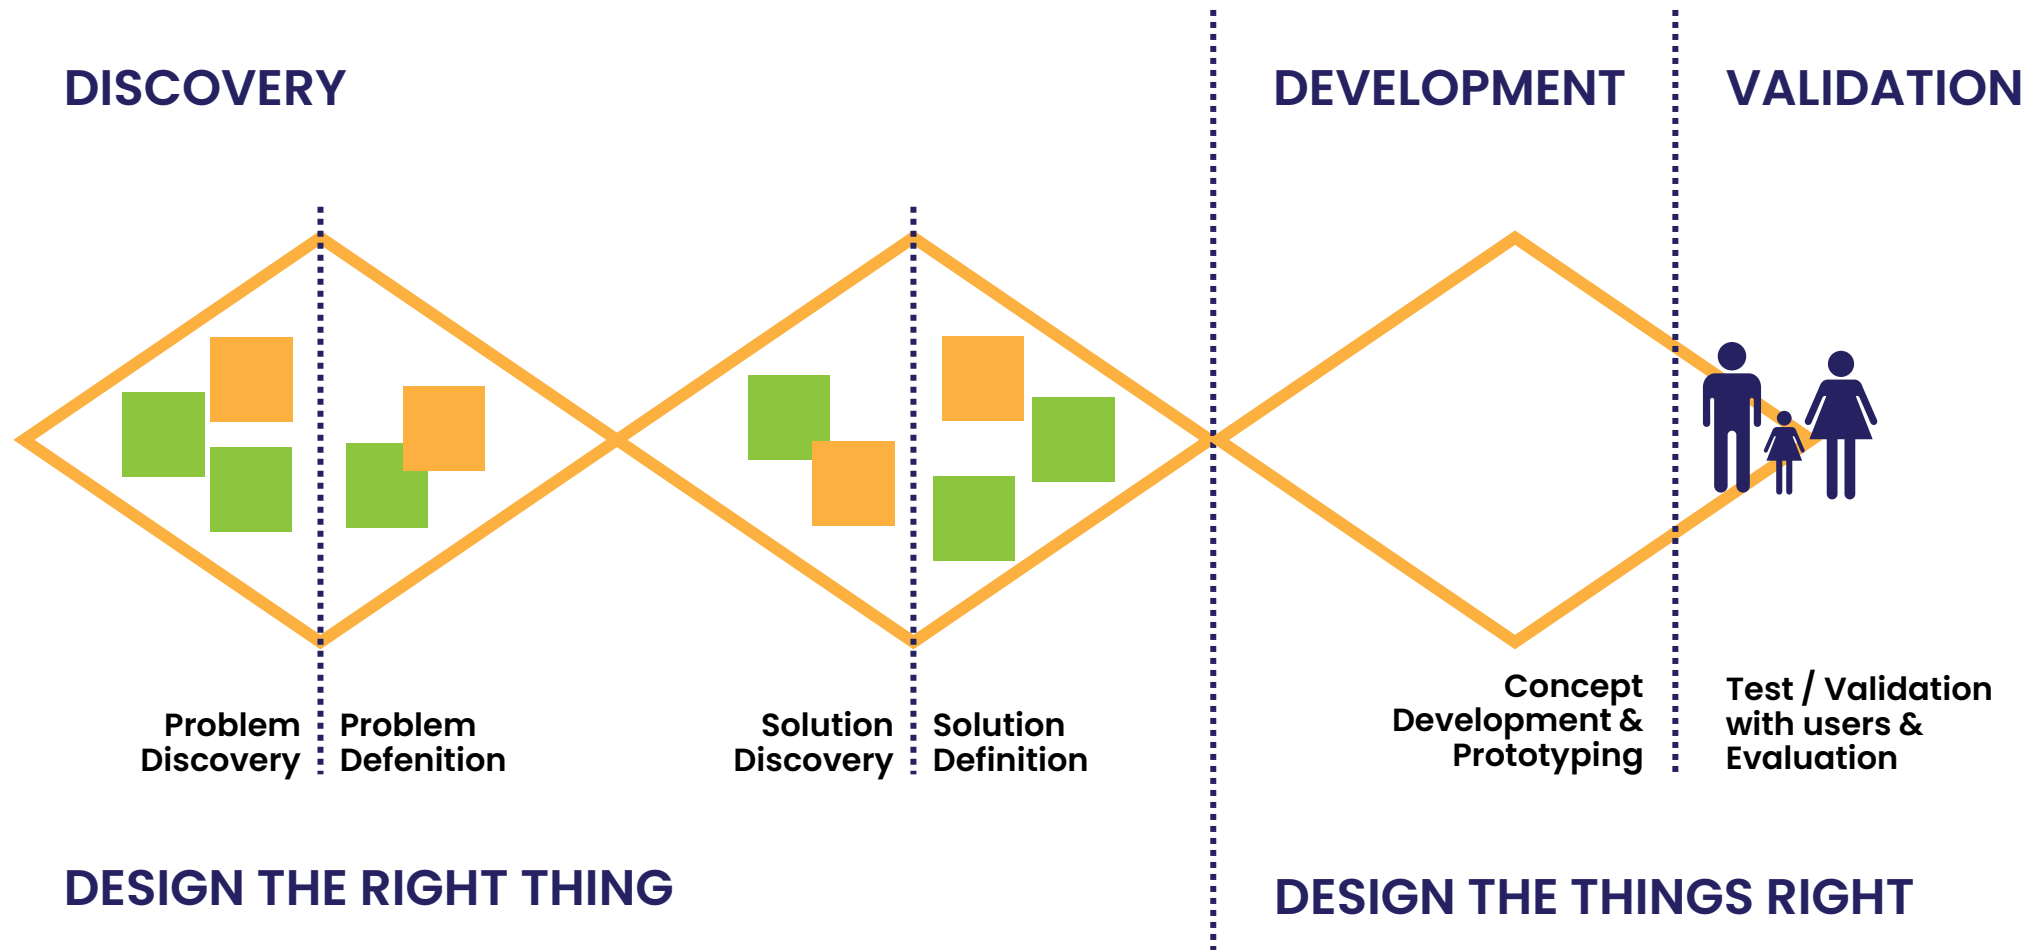 DISCOVERY
DEVELOPMENT
VALIDATION
Problem
Discovery
Problem
Defenition
Solution
Discovery
Solution
Definition
Concept
Development &
Prototyping
Test / Validation
with users &
Evaluation
DESIGN THE RIGHT THING
DESIGN THE THINGS RIGHT